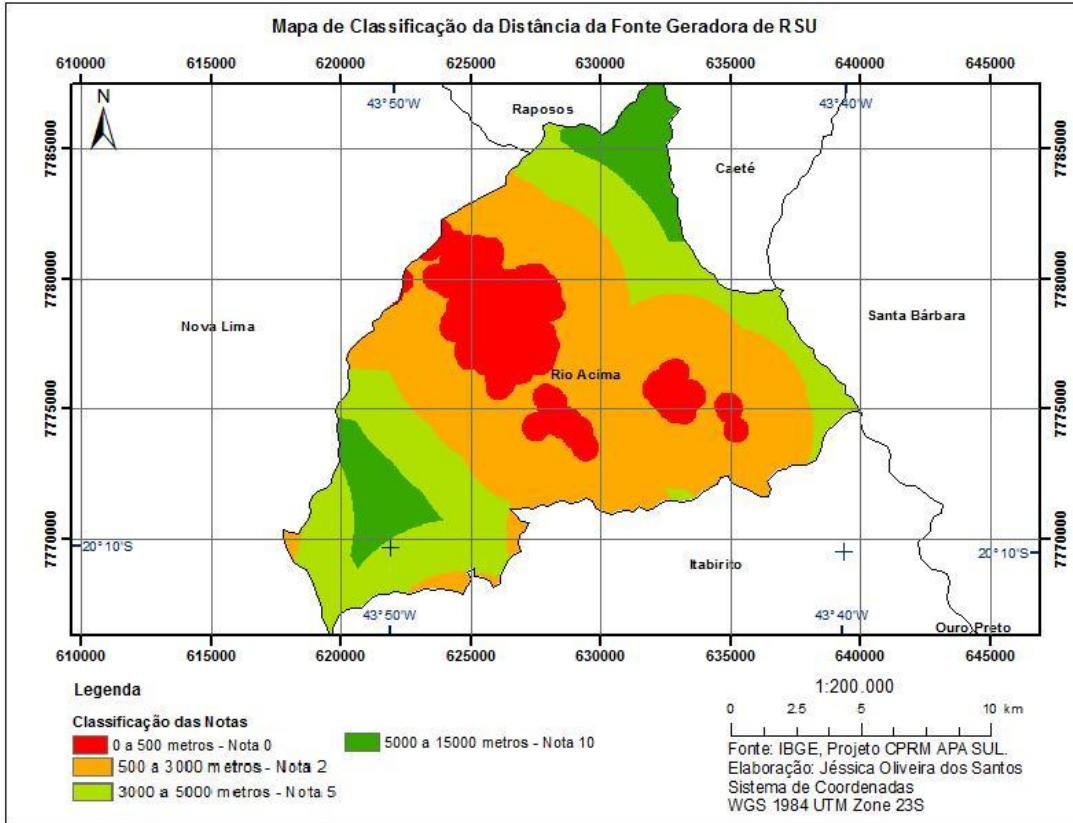 Mapa de Classificação da Distância da Fonte Geradora de RSU
610000 615000 620000 625000 630000 635000 640000 645000
N
43°50'W
43°40'W
Raposos
7785000
7785000
Caeté
7780000
7780000
Nova Lima
Santa Bárbara
Rio Acima
7775000
7775000
7770000
7770000
20°10'S
20°10'S
Itabirito
43°50'W
43°40'W
Ouro Preto
610000 615000 620000 625000 630000 635000 640000 645000
Legenda
Classificação das Notas
0 a 500 metros - Nota 0
500 a 3000 metros - Nota 2
3000 a 5000 metros - Nota 5
5000 a 15000 metros - Nota 10
1:200.000
0 2.5 5 10 km
Fonte: IBGE, Projeto CPRM APA SUL.
Elaboração: Jéssica Oliveira dos Santos
Sistema de Coordenadas
WGS 1984 UTM Zone 23S